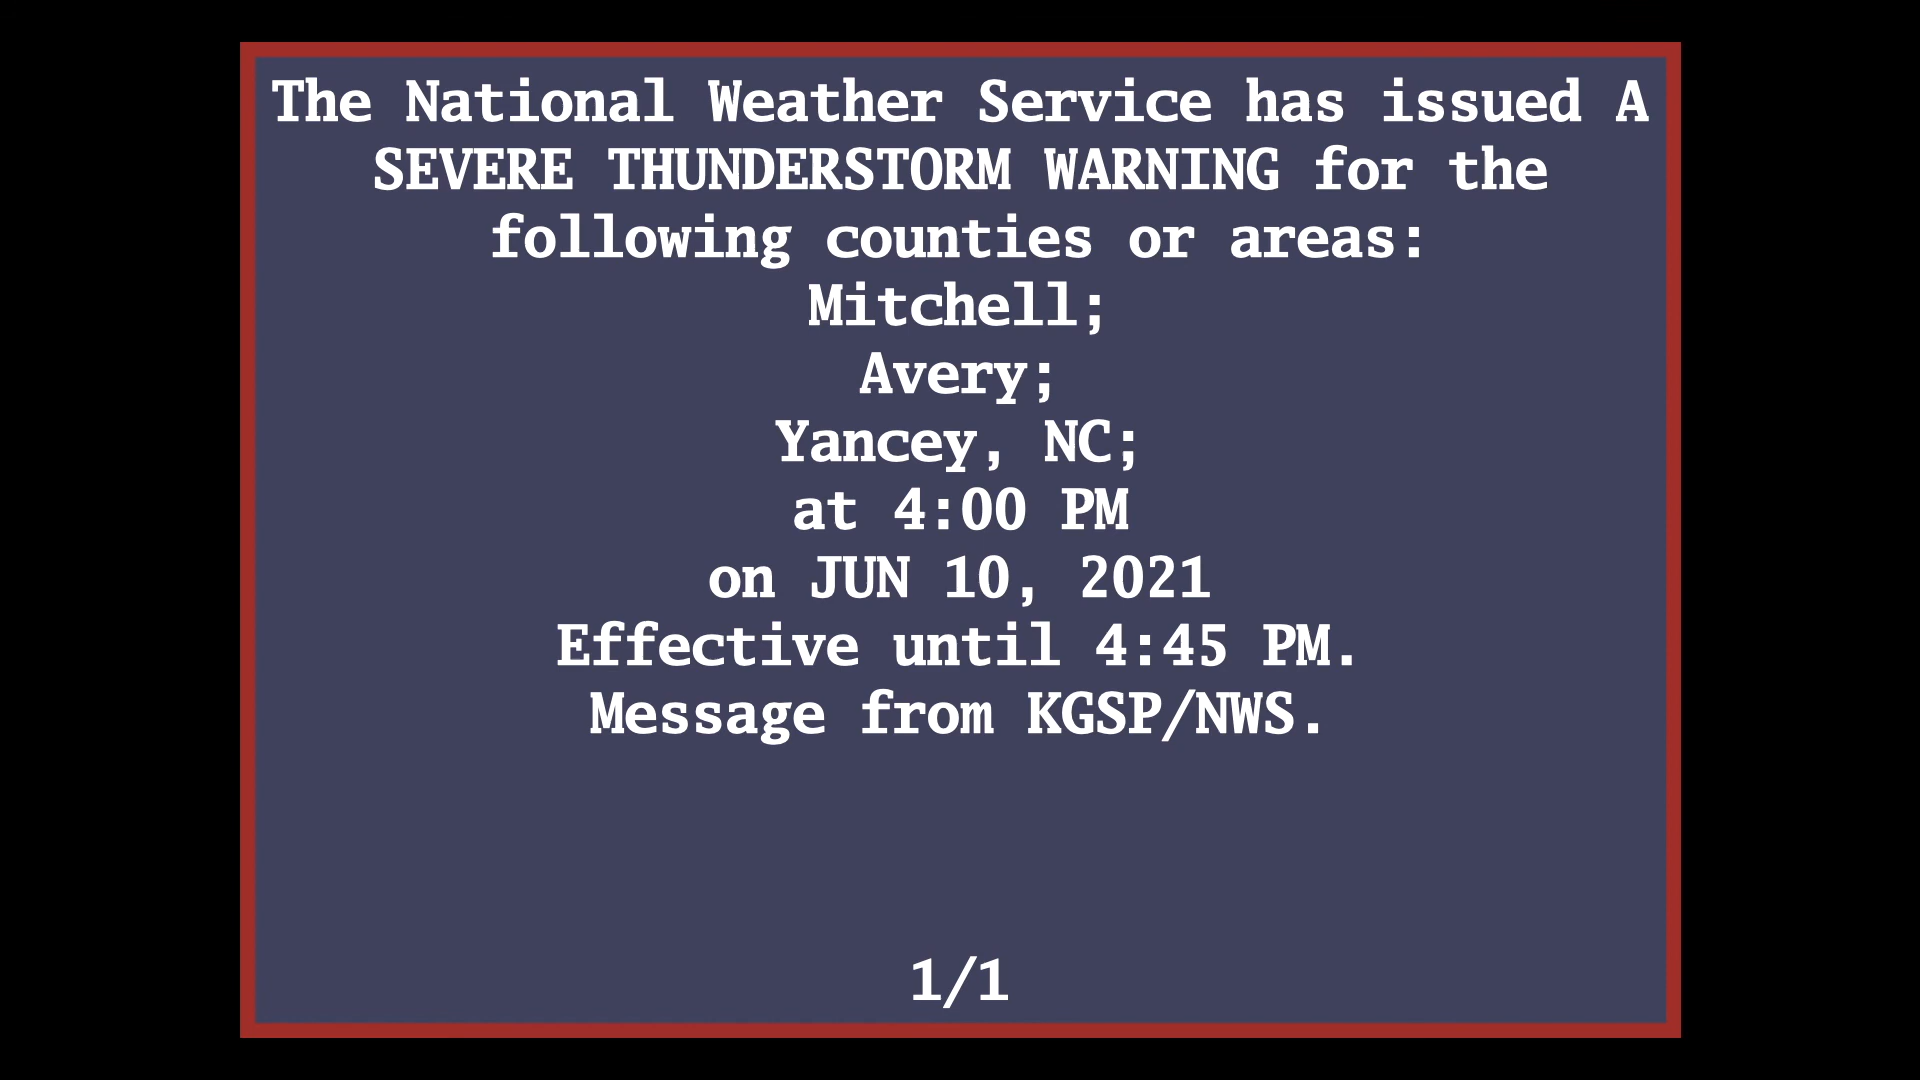 The National Weather Service has issued A
SEVERE THUNDERSTORM WARNING for the
following counties or areas:
Mitchell;
Avery;
Yancey, NC;
at 4:00 PM
on JUN 10, 2021
Effective until 4:45 PM.
Message from KGSP/NWS.
1/1